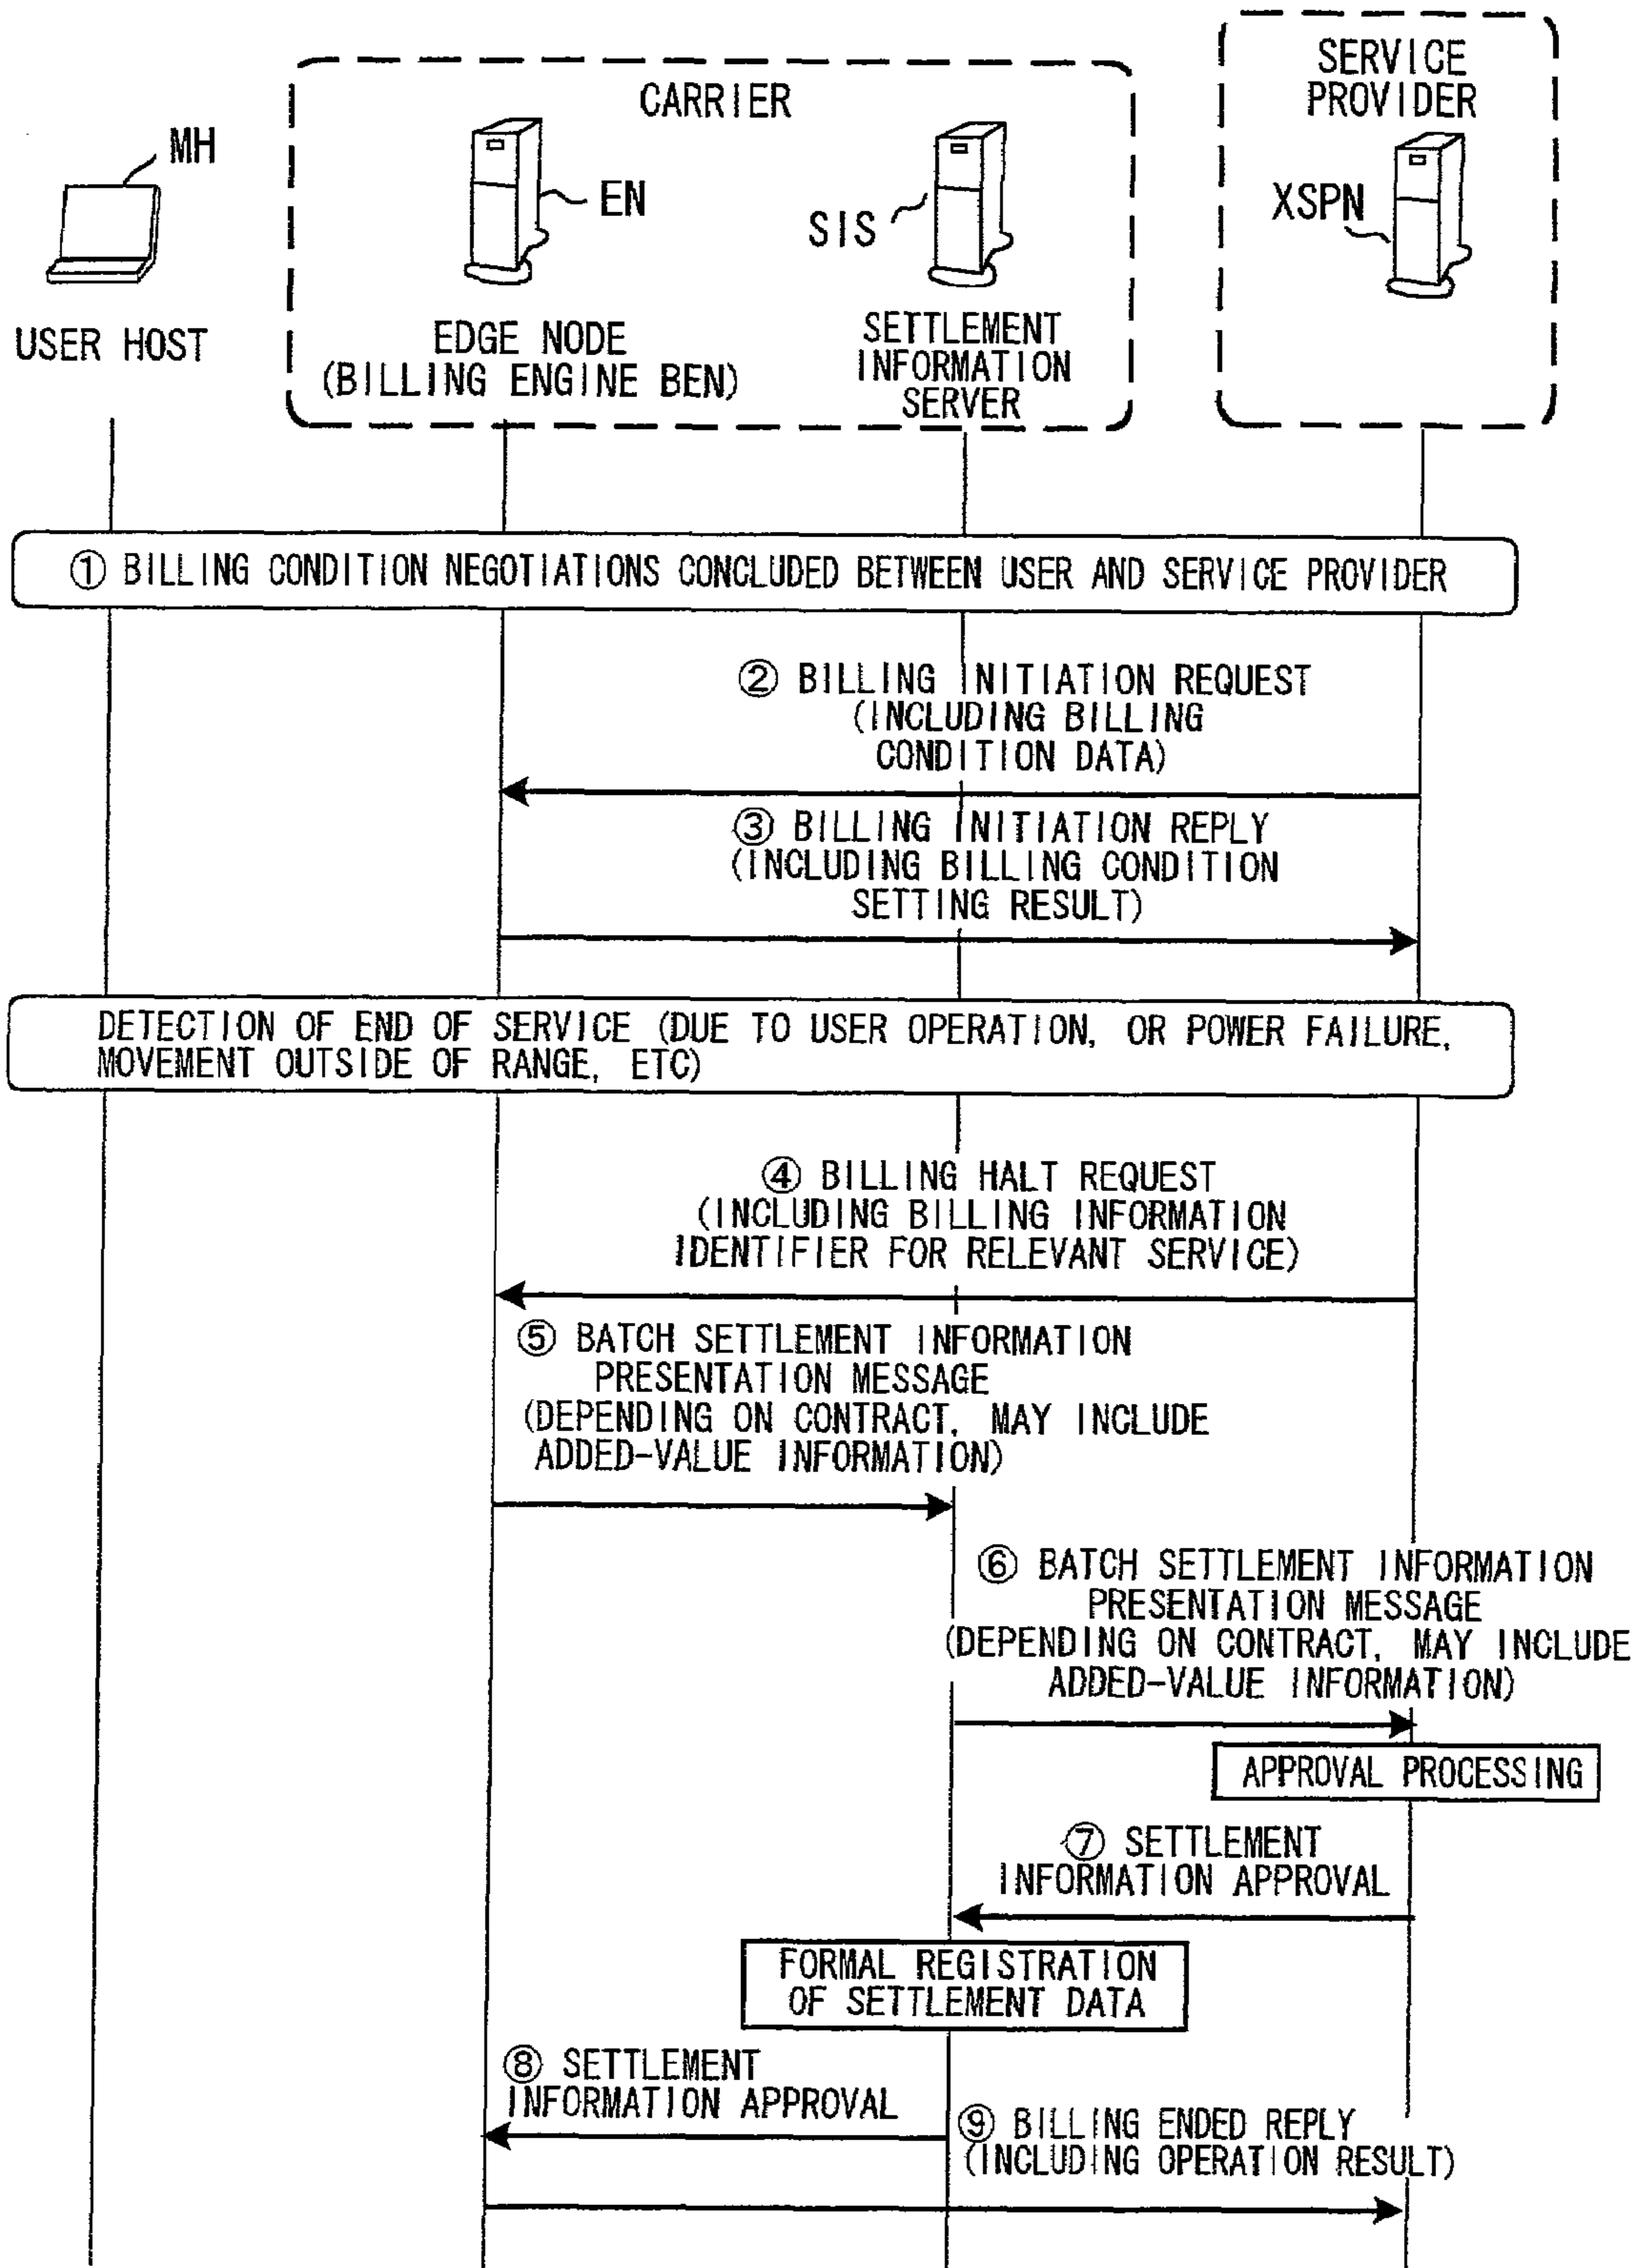 SERVICE
PROVIDER
CARRIER
MH
EN
SIS
XSPN
USER HOST
EDGE NODE
(BILLING ENGINE BEN)
SETTLEMENT
INFORMATION
SERVER
① BILLING CONDITION NEGOTIATIONS CONCLUDED BETWEEN USER AND SERVICE PROVIDER
② BILLING INITIATION REQUEST
(INCLUDING BILLING
CONDITION DATA)
③ BILLING INITIATION REPLY
(INCLUDING BILLING CONDITION
SETTING RESULT)
DETECTION OF END OF SERVICE (DUE TO USER OPERATION, OR POWER FAILURE,
MOVEMENT OUTSIDE OF RANGE, ETC)
④ BILLING HALT REQUEST
(INCLUDING BILLING INFORMATION
IDENTIFIER FOR RELEVANT SERVICE)
⑤ BATCH SETTLEMENT INFORMATION
PRESENTATION MESSAGE
(DEPENDING ON CONTRACT, MAY INCLUDE
ADDED-VALUE INFORMATION)
⑥ BATCH SETTLEMENT INFORMATION
PRESENTATION MESSAGE
(DEPENDING ON CONTRACT, MAY INCLUDE
ADDED-VALUE INFORMATION)
APPROVAL PROCESSING
⑦ SETTLEMENT
INFORMATION APPROVAL
FORMAL REGISTRATION
OF SETTLEMENT DATA
⑧ SETTLEMENT
INFORMATION APPROVAL
⑨ BILLING ENDED REPLY
(INCLUDING OPERATION RESULT)